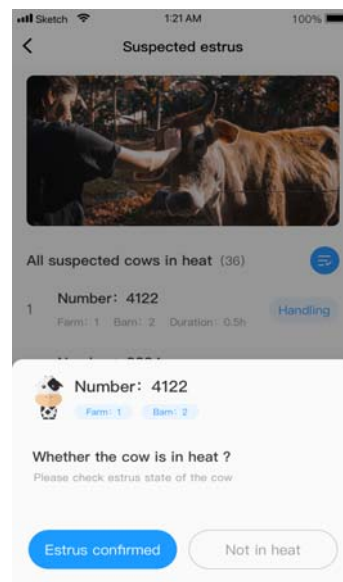 Sketch 1:21 AM 100%
Suspected estrus
All suspected cows in heat (36)
1 Number: 4122 Handling
Farm: 1 Barn: 2 Duration: 0.5h
Number: 4122
Farm: 1 Barn: 2
Whether the cow is in heat ?
Please check estrus state of the cow
Estrus confirmed Not in heat